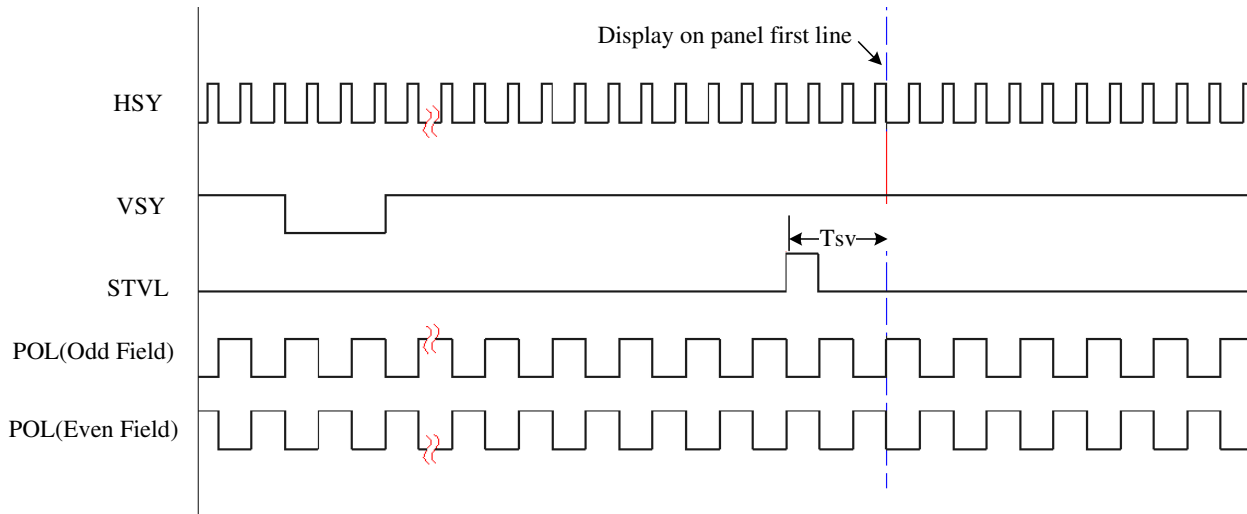 Display on panel first line
HSY
VSY
Tsv
STVL
POL(Odd Field)
POL(Even Field)